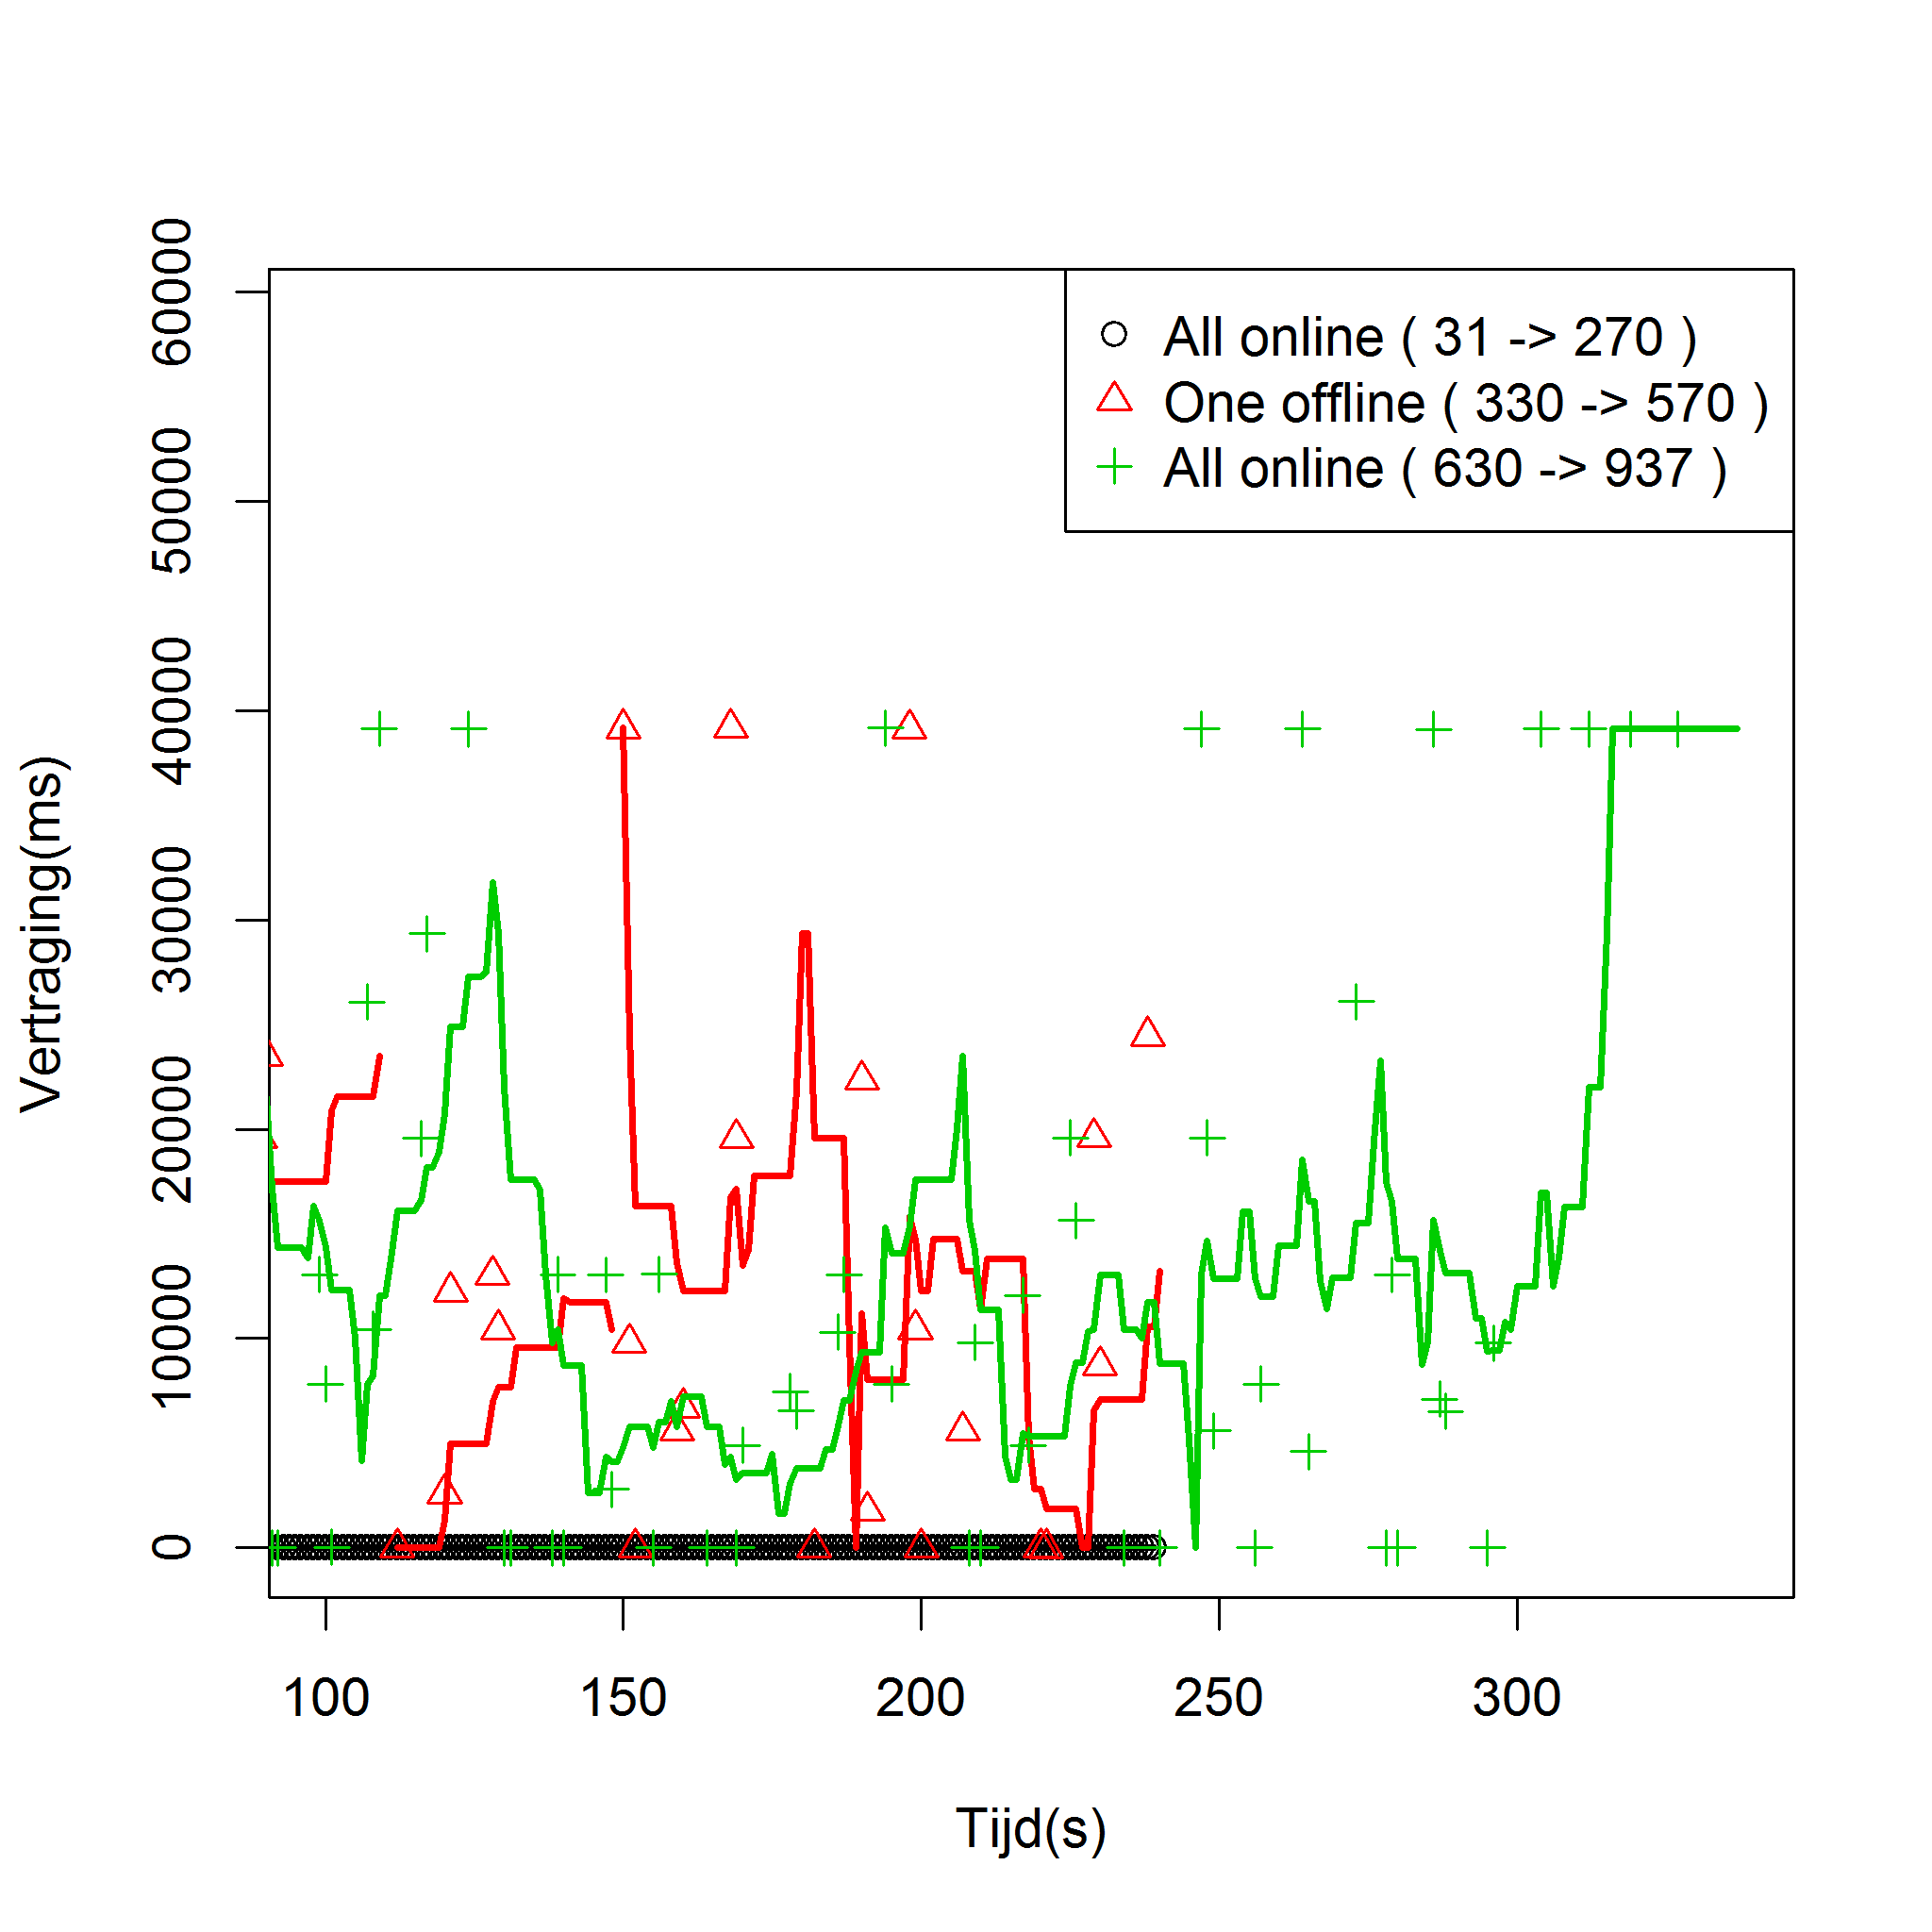 All online ( 31 -> 270 )
One offline ( 330 -> 570 )
All online ( 630 -> 937 )
Vertraging(ms)
60000
50000
40000
30000
20000
10000
0
100 150 200 250 300
Tijd(s)